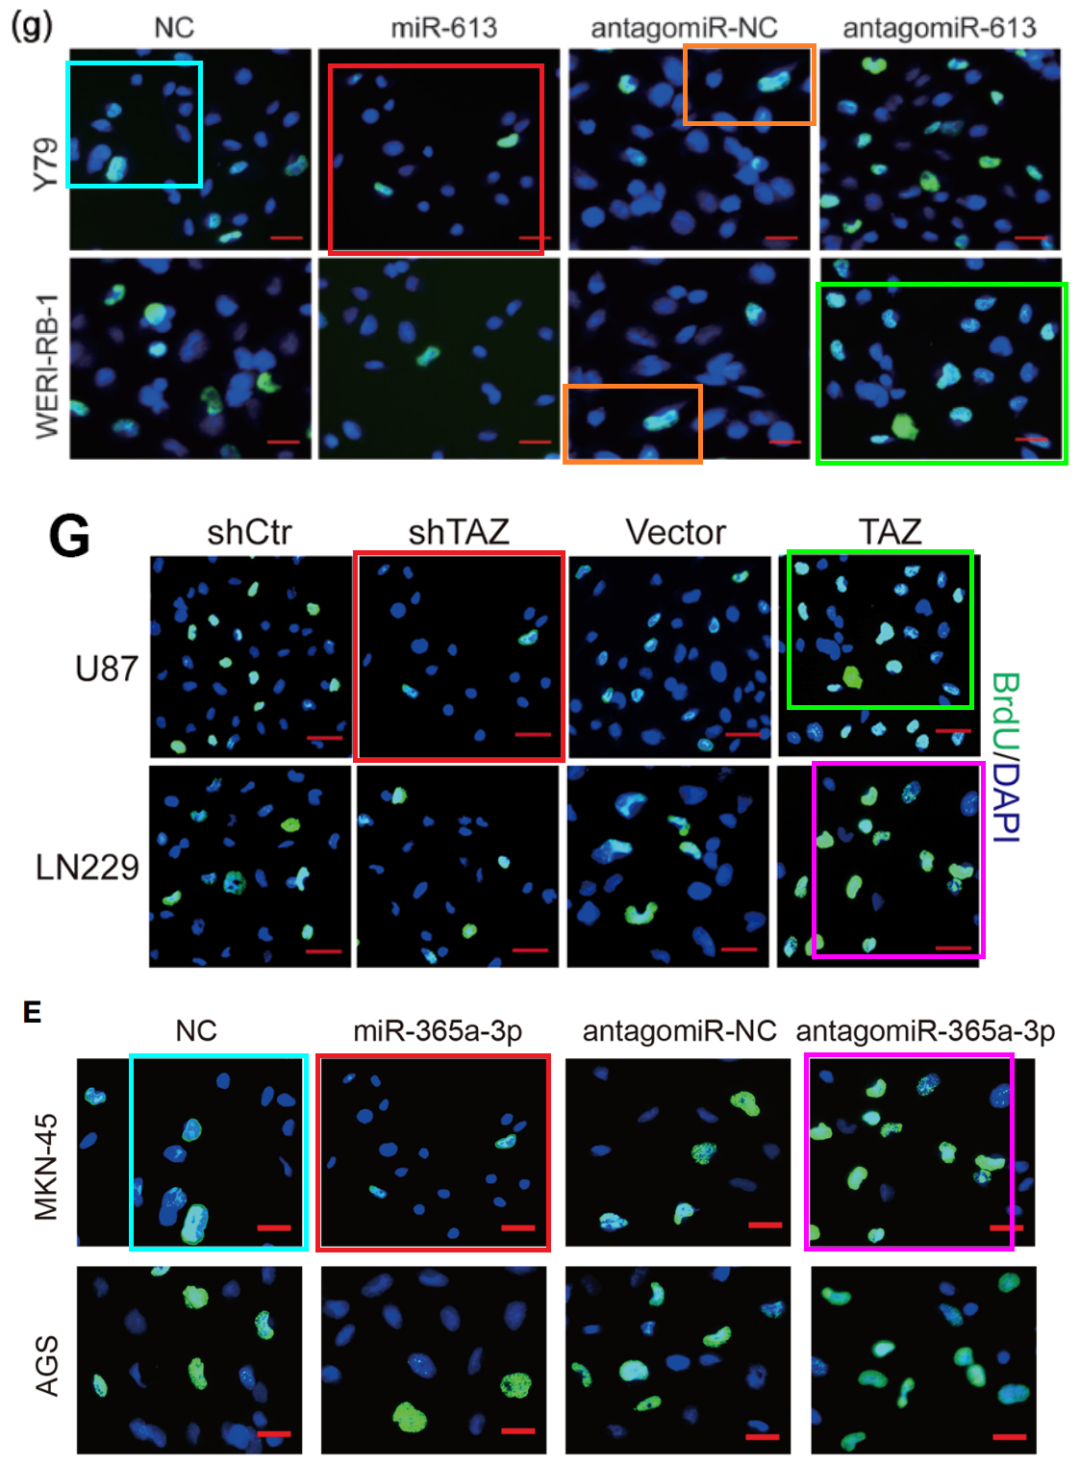 (g)
NC miR-613 antagomiR-NC antagomiR-613
Y79
WERI-RB-1
G
shCtr shTAZ Vector TAZ
U87
LN229
BrdU/DAPI
E
NC miR-365a-3p antagomiR-NC antagomiR-365a-3p
MKN-45
AGS